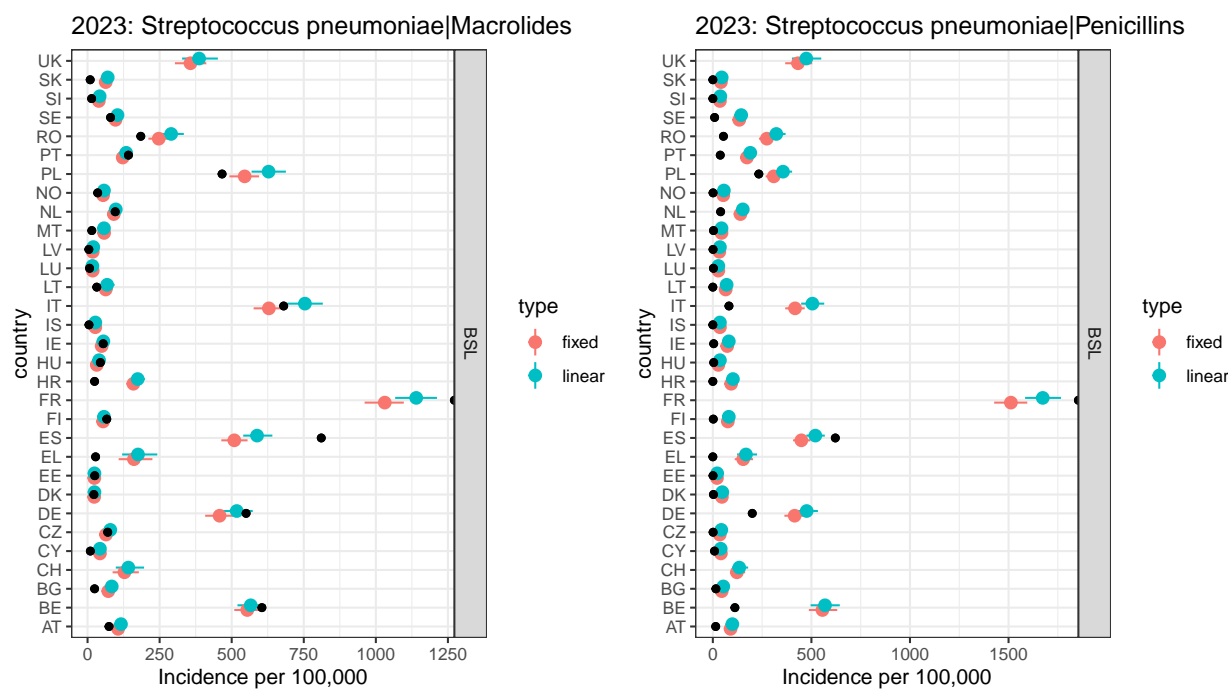 2023: Streptococcus pneumoniae|Macrolides
UK
SK
SI
SE
RO
PT
PL
NO
NL
MT
LV
LU
LT
IT
IS
IE
HU
HR
FR
FI
ES
EL
EE
DK
DE
CZ
CY
CH
BG
BE
AT
country
0 250 500 750 1000 1250
Incidence per 100,000
BSL
type
fixed
linear
2023: Streptococcus pneumoniae|Penicillins
UK
SK
SI
SE
RO
PT
PL
NO
NL
MT
LV
LU
LT
IT
IS
IE
HU
HR
FR
FI
ES
EL
EE
DK
DE
CZ
CY
CH
BG
BE
AT
country
0 500 1000 1500
Incidence per 100,000
BSL
type
fixed
linear